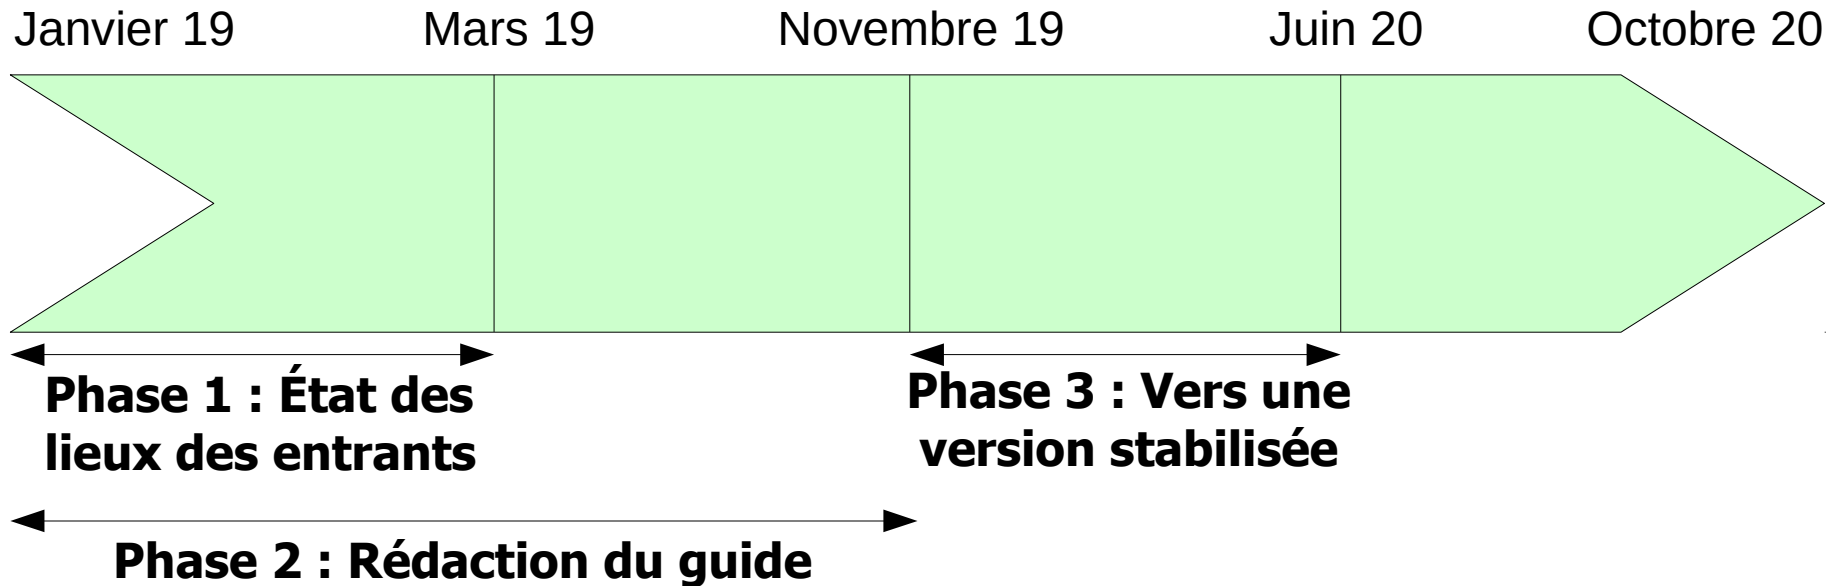 Janvier 19 Mars 19 Novembre 19 Juin 20 Octobre 20
Phase 1 : État des
lieux des entrants
Phase 3 : Vers une
version stabilisée
Phase 2 : Rédaction du guide